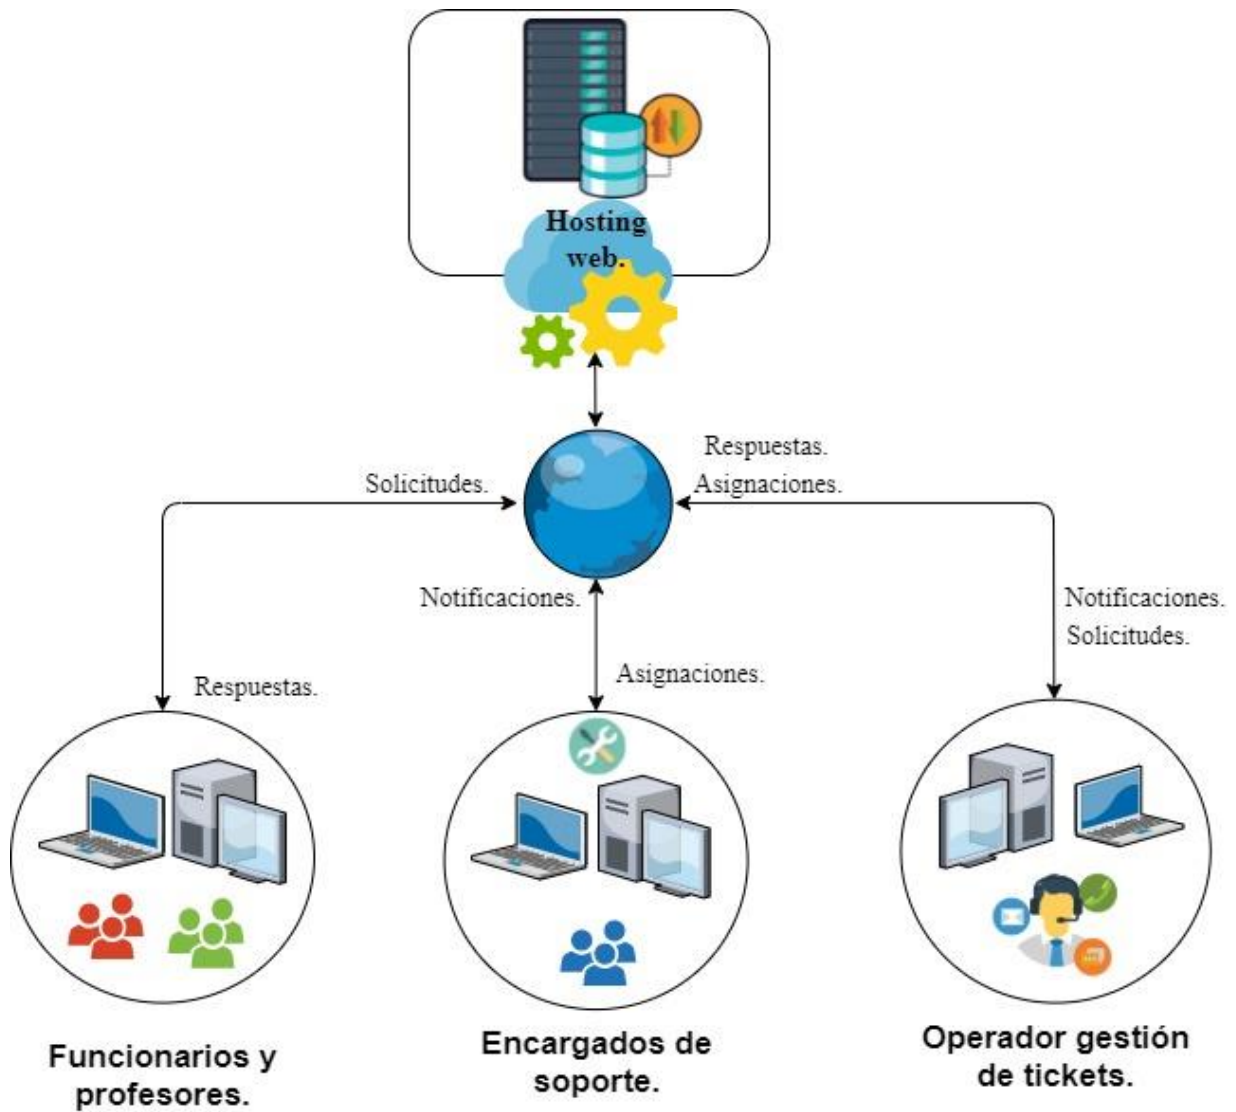 Hosting
web.
Respuestas.
Solicitudes.
Asignaciones.
Notificaciones.
Notificaciones.
Solicitudes.
Asignaciones.
Respuestas.
Funcionarios y
profesores.
Encargados de
soporte.
Operador gestión
de tickets.